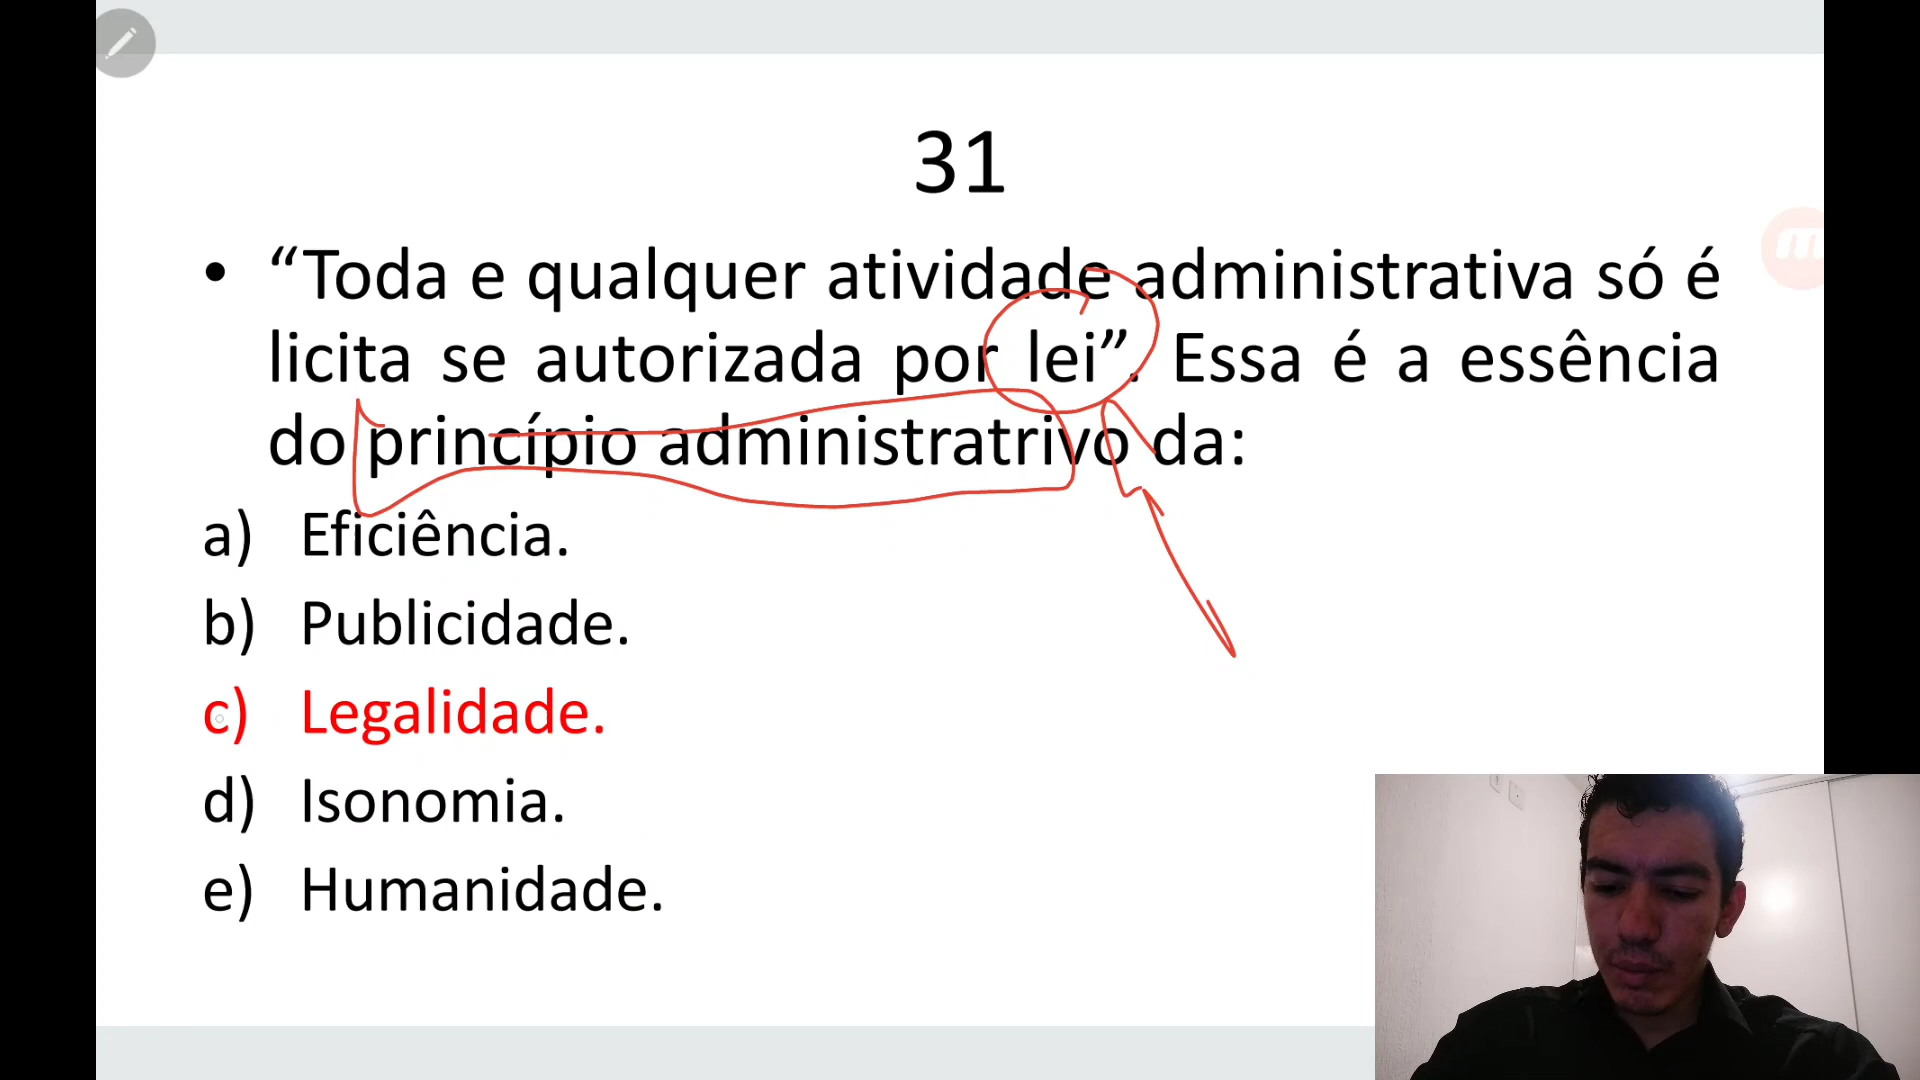 31
• “Toda e qualquer atividade administrativa só é
licita se autorizada por lei”. Essa é a essência
do princípio administratrivo da:
a) Eficiência.
b) Publicidade.
c) Legalidade.
d) Isonomia.
e) Humanidade.